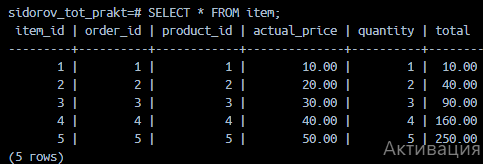 sidorov_tot_prakt=# SELECT * FROM item;
 item_id | order_id | product_id | actual_price | quantity | total
---------+----------+------------+--------------+----------+--------
       1 |        1 |          1 |        10.00 |        1 |  10.00
       2 |        2 |          2 |        20.00 |        2 |  40.00
       3 |        3 |          3 |        30.00 |        3 |  90.00
       4 |        4 |          4 |        40.00 |        4 | 160.00
       5 |        5 |          5 |        50.00 |        5 | 250.00
(5 rows)
Активация